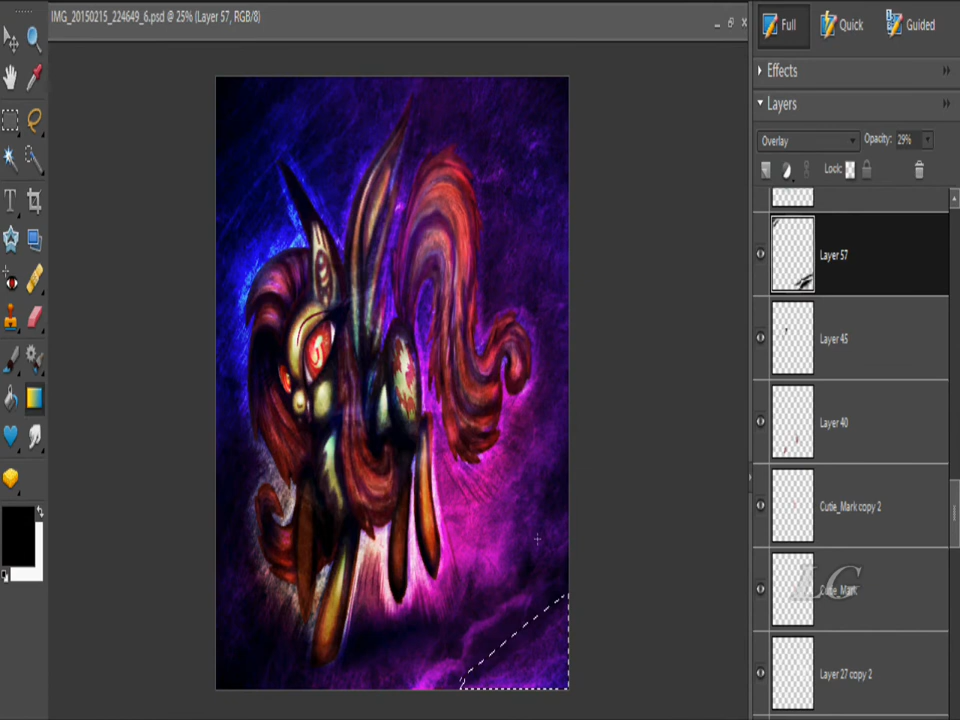 IMG_20150215_224649_6.psd @ 25% (Layer 57, RGB/8)
Full
Quick
Guided
Effects
Layers
Overlay
Opacity: 29%
Lock:
Layer 57
Layer 45
Layer 40
Cutie_Mark copy 2
Cutie_Mark
LC
Layer 27 copy 2